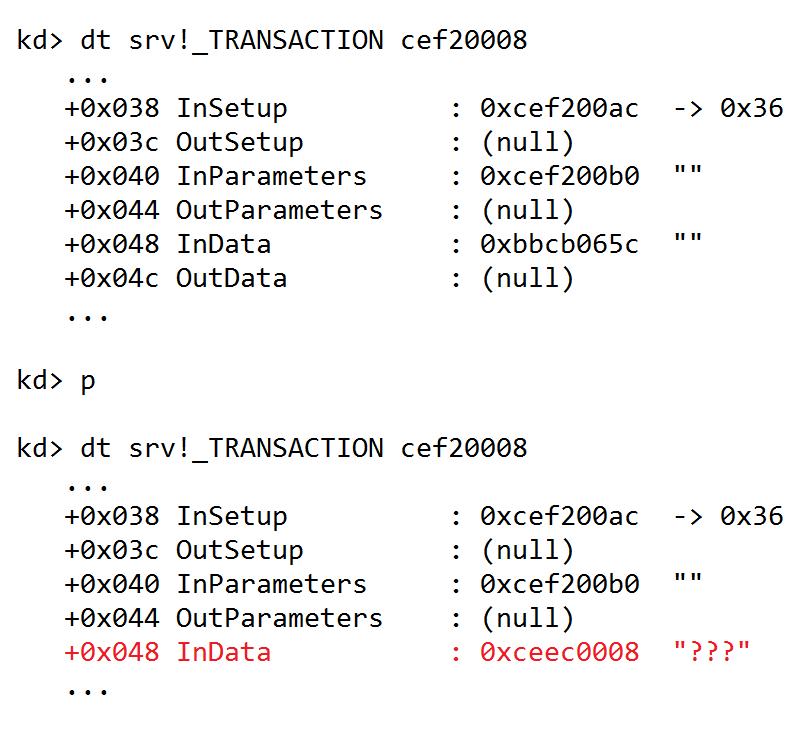 kd> dt srv!_TRANSACTION cef20008
...
+0x038 InSetup : 0xcef200ac -> 0x36
+0x03c OutSetup : (null)
+0x040 InParameters : 0xcef200b0 ""
+0x044 OutParameters : (null)
+0x048 InData : 0xbbcb065c ""
+0x04c OutData : (null)
...
kd> p
kd> dt srv!_TRANSACTION cef20008
...
+0x038 InSetup : 0xcef200ac -> 0x36
+0x03c OutSetup : (null)
+0x040 InParameters : 0xcef200b0 ""
+0x044 OutParameters : (null)
+0x048 InData : 0xceec0008 "???"
...